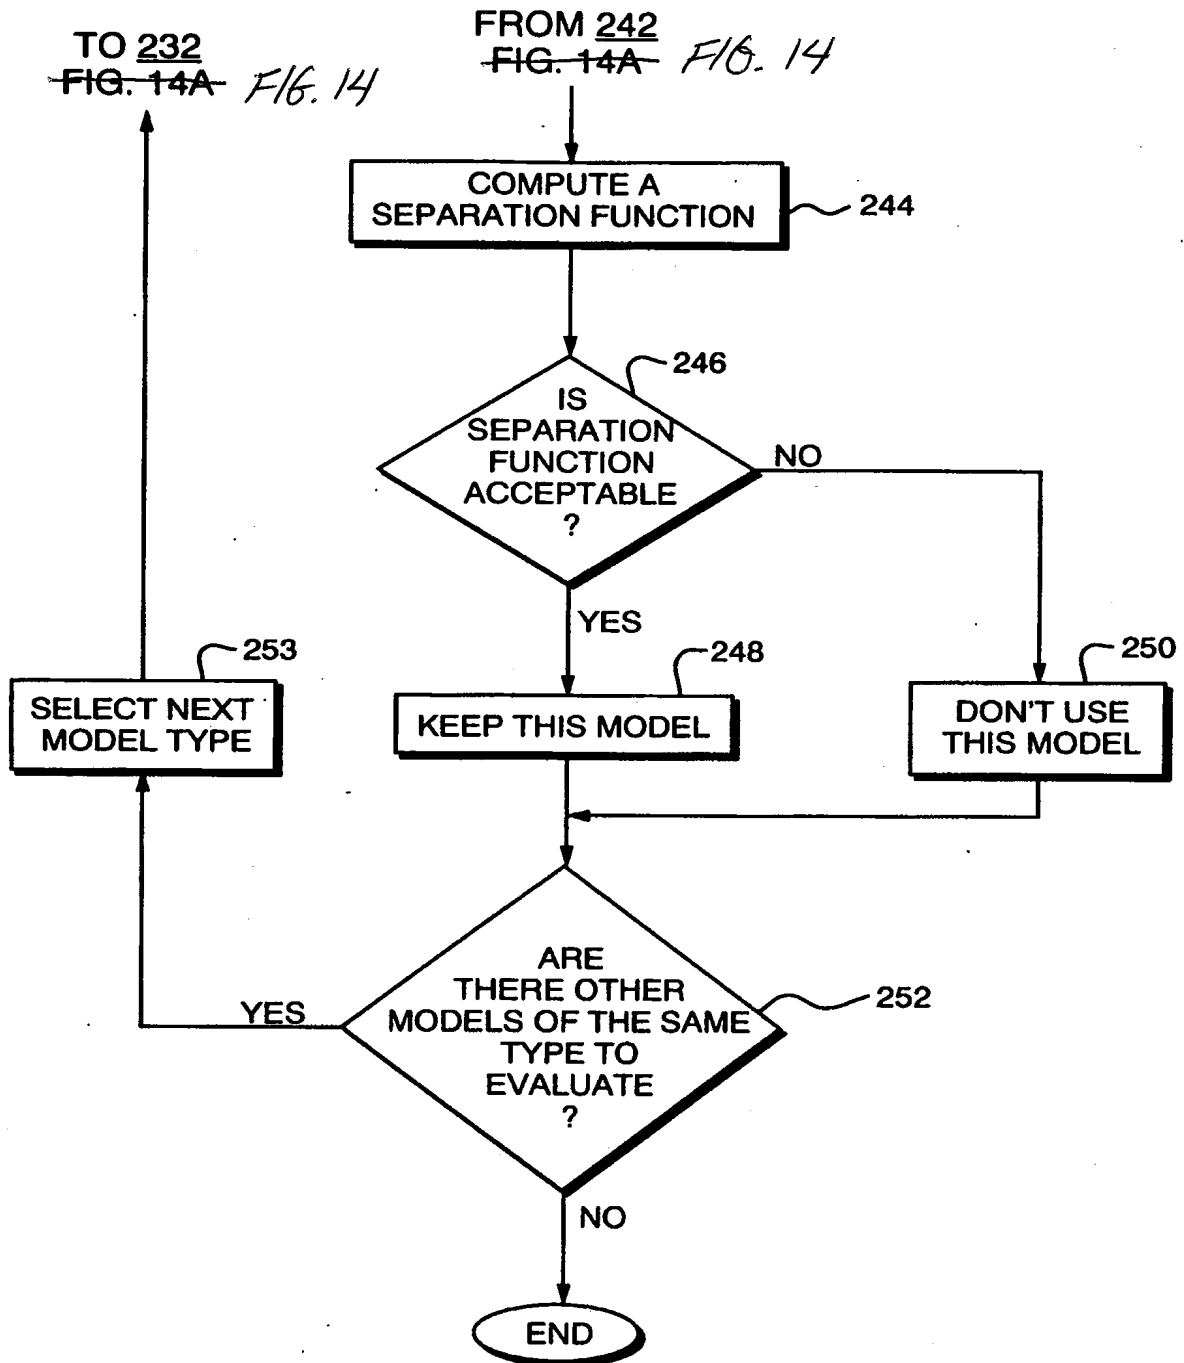 TO 232
FIG. 14A FIG. 14
FROM 242
FIG. 14A FIG. 14
COMPUTE A
SEPARATION FUNCTION
244
246
IS
SEPARATION
FUNCTION
ACCEPTABLE
?
NO
YES
253
SELECT NEXT
MODEL TYPE
248
KEEP THIS MODEL
250
DON'T USE
THIS MODEL
ARE
THERE OTHER
MODELS OF THE SAME
TYPE TO
EVALUATE
?
252
YES
NO
END